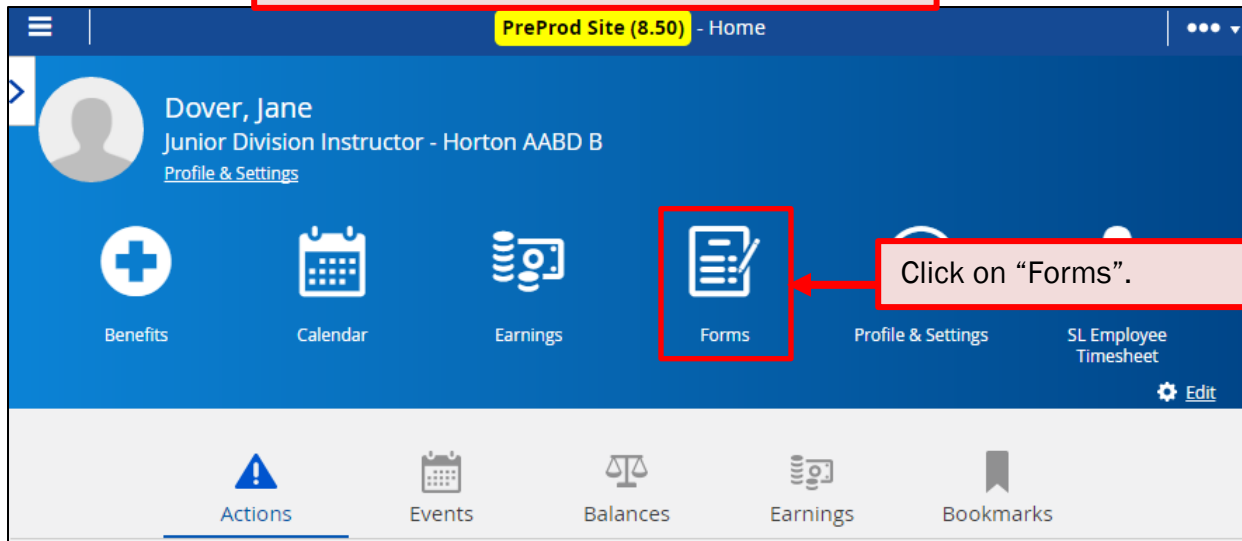 PreProd Site (8.50) - Home
Dover, Jane
Junior Division Instructor - Horton AABD B
Profile & Settings
Click on “Forms”.
Benefits
Calendar
Earnings
Forms
Profile & Settings
SL Employee
Timesheet
Edit
Actions
Events
Balances
Earnings
Bookmarks